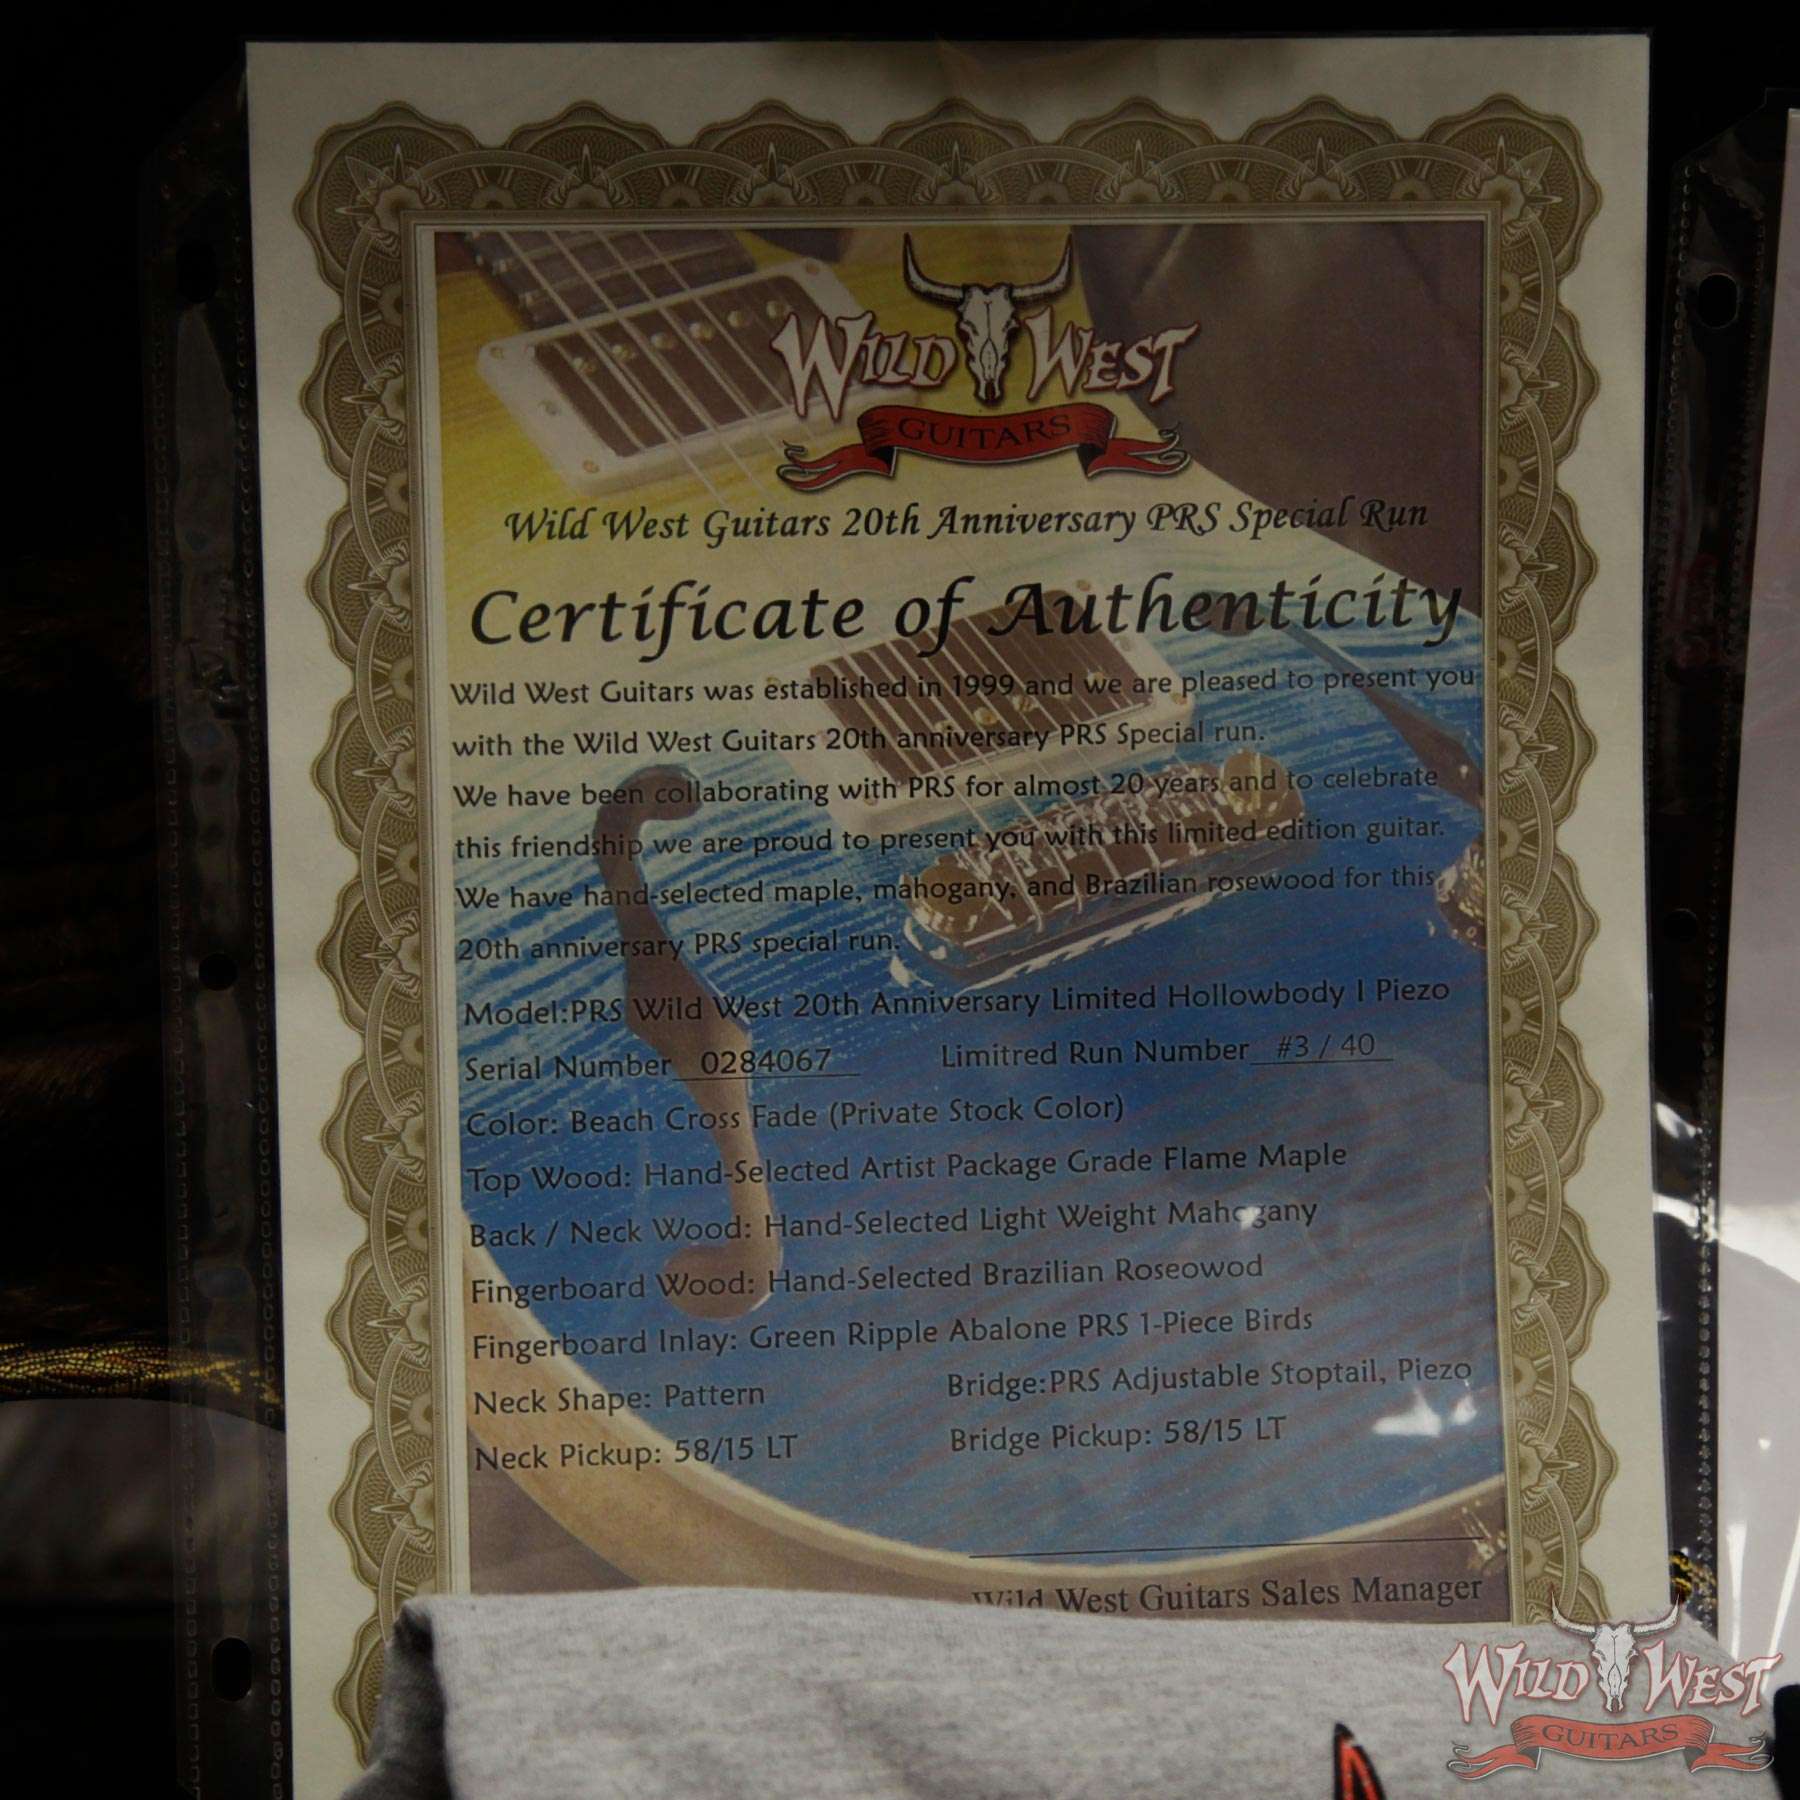 WILD WEST
GUITARS
Wild West Guitars 20th Anniversary PRS Special Run
Certificate of Authenticity
Wild West Guitars was established in 1999 and we are pleased to present you
with the Wild West Guitars 20th anniversary PRS Special run.
We have been collaborating with PRS for almost 20 years and to celebrate
this friendship we are proud to present you with this limited edition guitar.
We have hand-selected maple, mahogany, and Brazilian rosewood for this
20th anniversary PRS special run.
Model:PRS Wild West 20th Anniversary Limited Hollowbody I Piezo
Serial Number 0284067 Limitred Run Number #3 / 40
Color: Beach Cross Fade (Private Stock Color)
Top Wood: Hand-Selected Artist Package Grade Flame Maple
Back / Neck Wood: Hand-Selected Light Weight Mahogany
Fingerboard Wood: Hand-Selected Brazilian Roseowod
Fingerboard Inlay: Green Ripple Abalone PRS 1-Piece Birds
Neck Shape: Pattern Bridge:PRS Adjustable Stoptail, Piezo
Neck Pickup: 58/15 LT Bridge Pickup: 58/15 LT
Wild West Guitars Sales Manager
WILD WEST
GUITARS